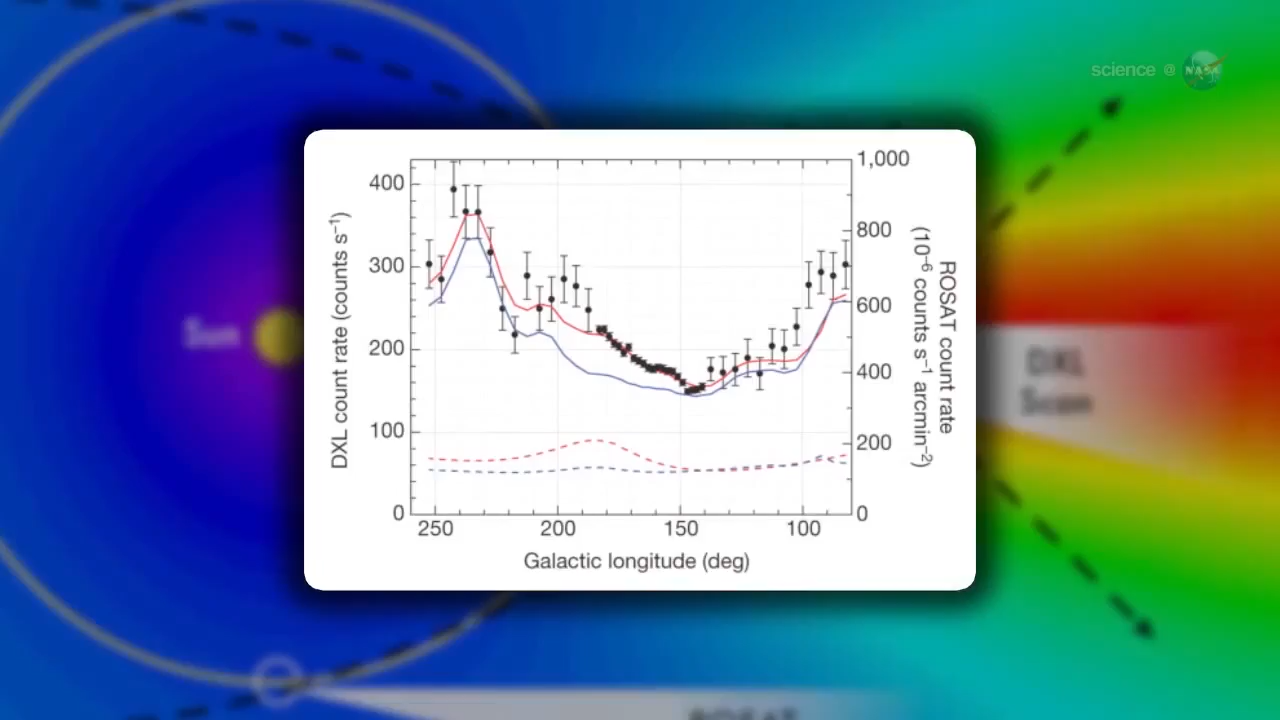 science @ NASA
1,000
400
DXL count rate (counts s⁻¹)
ROSAT count rate
(10⁻⁶ counts s⁻¹ arcmin⁻²)
800
300
600
Sun
200
400
DXL
Scan
100
200
0
0
250
200
150
100
Galactic longitude (deg)
ROSAT